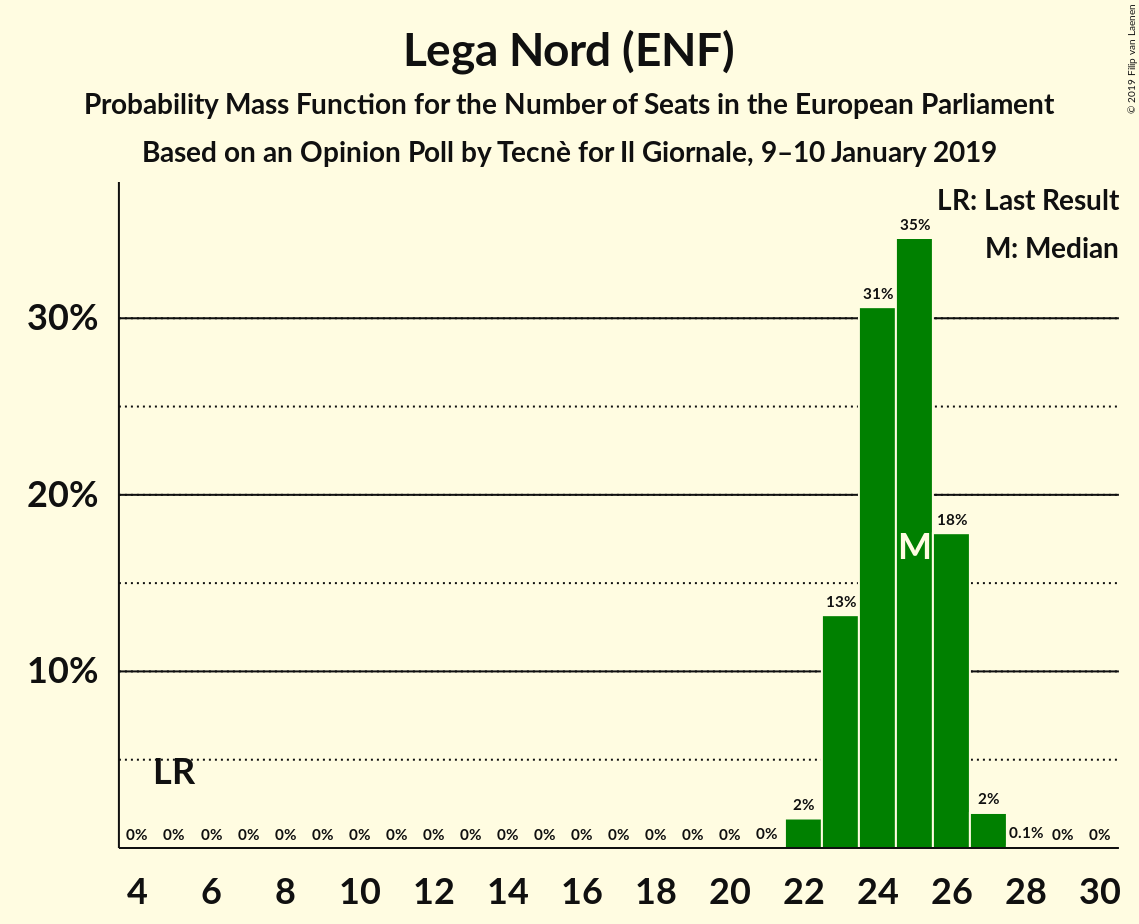 Lega Nord (ENF)
Probability Mass Function for the Number of Seats in the European Parliament
Based on an Opinion Poll by Tecnè for Il Giornale, 9–10 January 2019
© 2019 Filip van Laenen
LR: Last Result
M: Median
35%
31%
30%
20%
18%
M
13%
10%
LR
2%
2%
0% 0% 0% 0% 0% 0% 0% 0% 0% 0% 0% 0% 0% 0% 0% 0% 0% 0% 0.1% 0% 0%
4 6 8 10 12 14 16 18 20 22 24 26 28 30